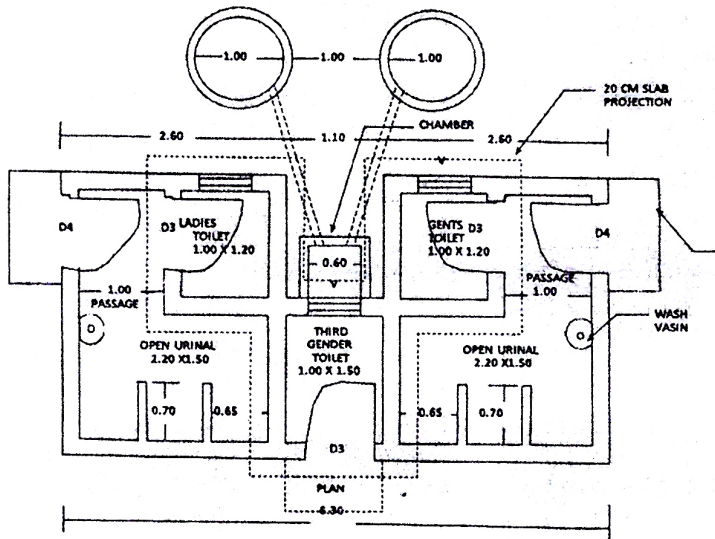 1.00
1.00
1.00
20 CM SLAB
PROJECTION
2.60
1.10
CHAMBER
2.60
D4
D3
LADIES
TOILET
1.00 X 1.20
GENTS D3
TOILET
1.00 X 1.20
D4
0.60
1.00
PASSAGE
PASSAGE
1.00
WASH
VASIN
OPEN URINAL
2.20 X1.50
THIRD
GENDER
TOILET
1.00 X 1.50
OPEN URINAL
2.20 X1.50
0.70
0.65
0.65
0.70
D3
PLAN
6.30